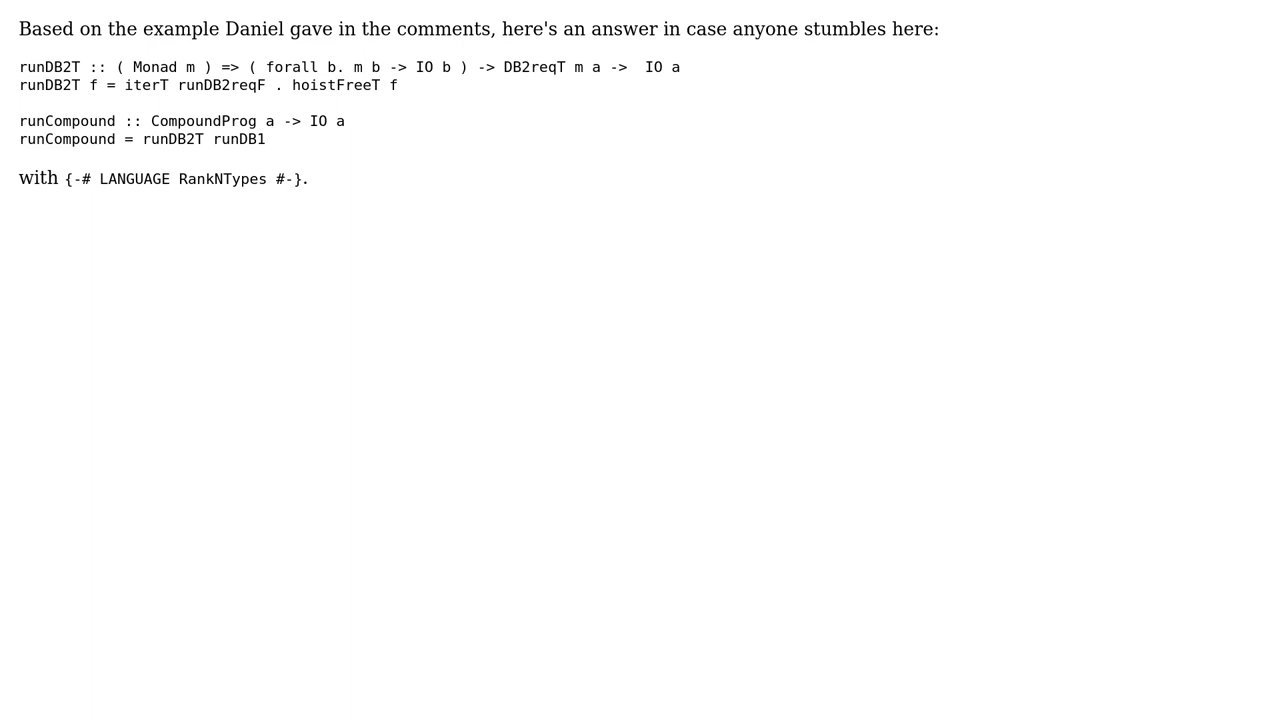 Based on the example Daniel gave in the comments, here's an answer in case anyone stumbles here:
runDB2T :: ( Monad m ) => ( forall b. m b -> IO b ) -> DB2reqT m a ->  IO a
runDB2T f = iterT runDB2reqF . hoistFreeT f
runCompound :: CompoundProg a -> IO a
runCompound = runDB2T runDB1
with {-# LANGUAGE RankNTypes #-}.